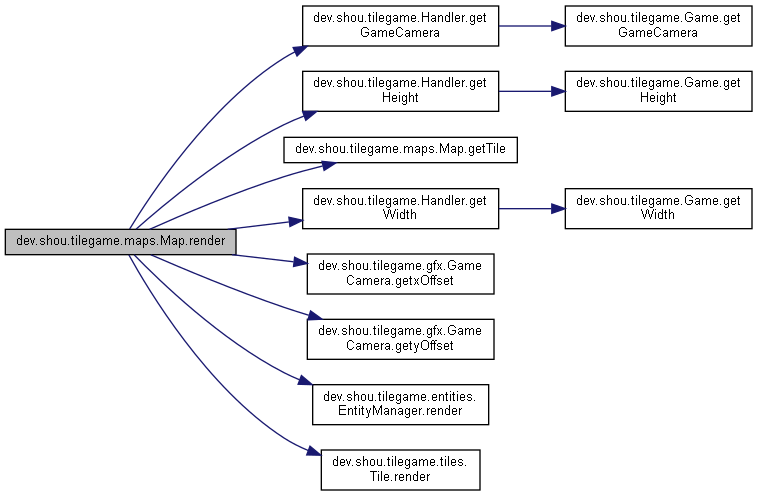 dev.shou.tilegame.Handler.get
GameCamera
dev.shou.tilegame.Game.get
GameCamera
dev.shou.tilegame.Handler.get
Height
dev.shou.tilegame.Game.get
Height
dev.shou.tilegame.maps.Map.getTile
dev.shou.tilegame.Handler.get
Width
dev.shou.tilegame.Game.get
Width
dev.shou.tilegame.maps.Map.render
dev.shou.tilegame.gfx.Game
Camera.getxOffset
dev.shou.tilegame.gfx.Game
Camera.getyOffset
dev.shou.tilegame.entities.
EntityManager.render
dev.shou.tilegame.tiles.
Tile.render